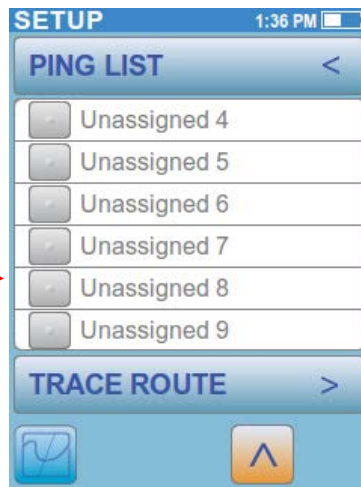 SETUP 1:36 PM
PING LIST <
Unassigned 4
Unassigned 5
Unassigned 6
Unassigned 7
Unassigned 8
Unassigned 9
TRACE ROUTE >